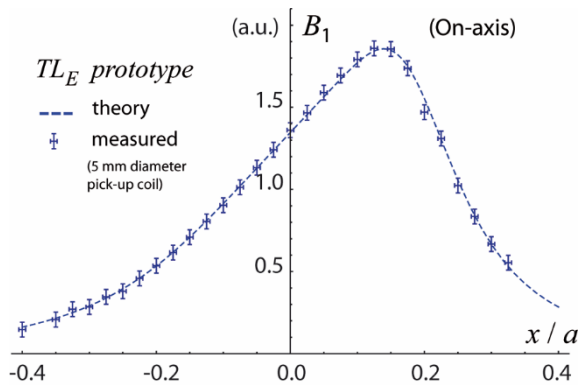 (a.u.) B₁ (On-axis)
TL_E prototype
theory
measured
(5 mm diameter
pick-up coil)
1.5
1.0
0.5
x / a
-0.4 -0.2 0.0 0.2 0.4